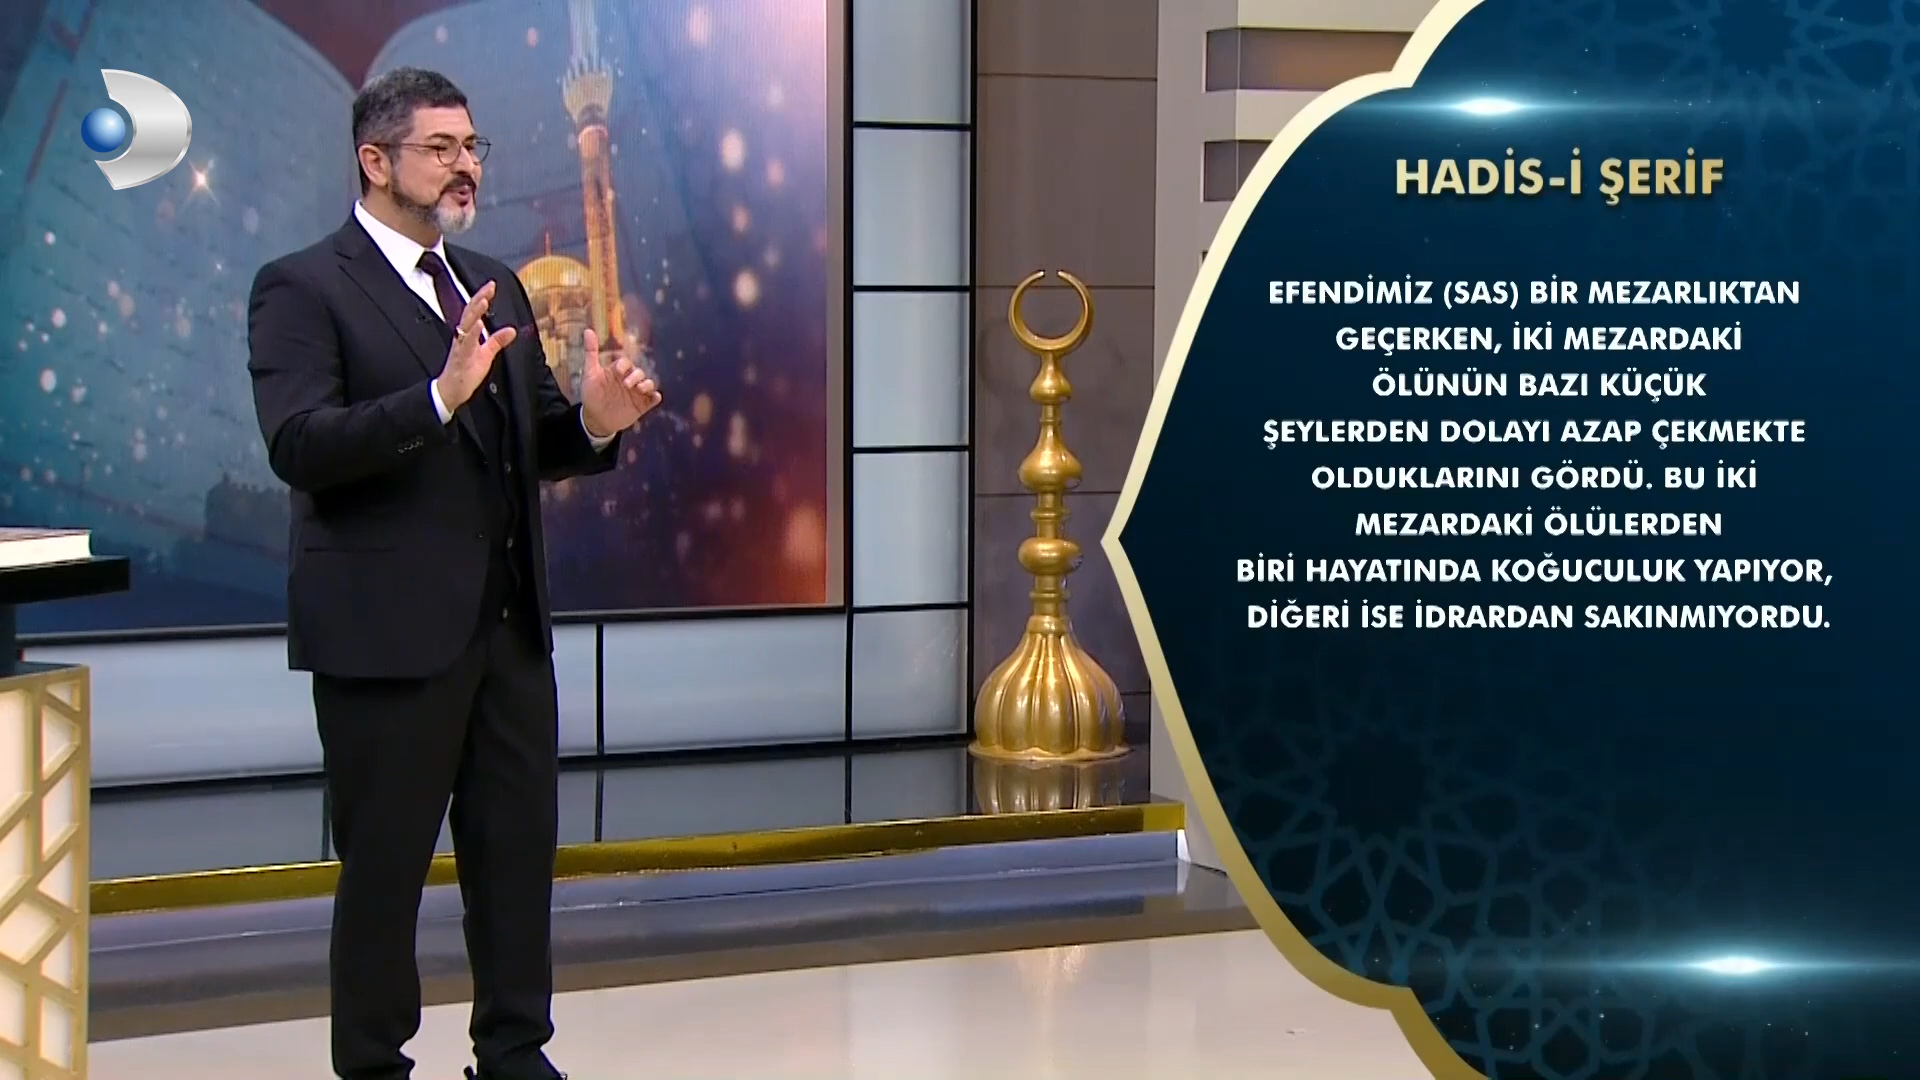 HADİS-İ ŞERİF
EFENDİMİZ (SAS) BİR MEZARLIKTAN
GEÇERKEN, İKİ MEZARDAKİ
ÖLÜNÜN BAZI KÜÇÜK
ŞEYLERDEN DOLAYI AZAP ÇEKMEKTE
OLDUKLARINI GÖRDÜ. BU İKİ
MEZARDAKİ ÖLÜLERDEN
BİRİ HAYATINDA KOĞUCULUK YAPIYOR,
DİĞERİ İSE İDRARDAN SAKINMIYORDU.